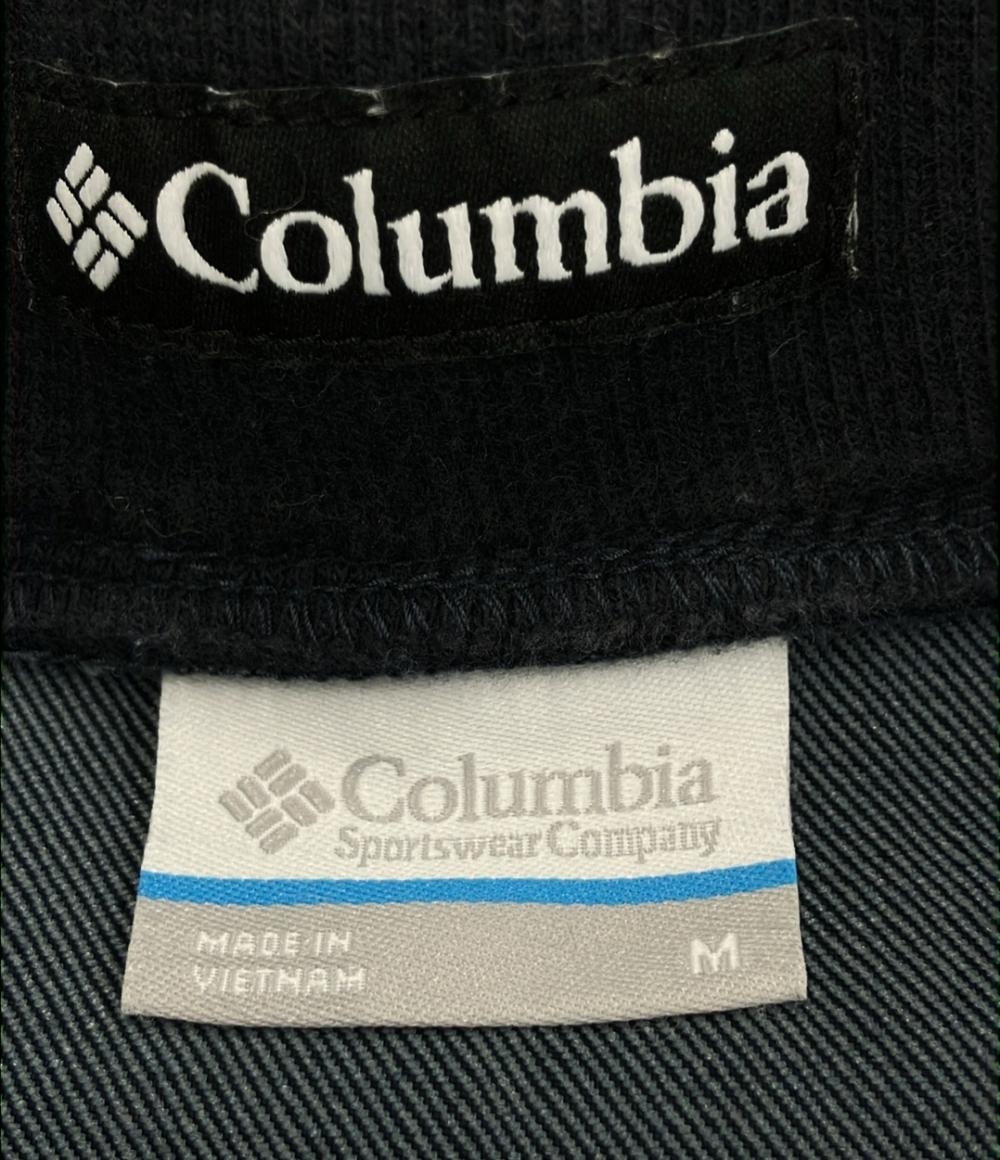 Columbia
Columbia
Sportswear Company
MADE IN
VIETNAM
M